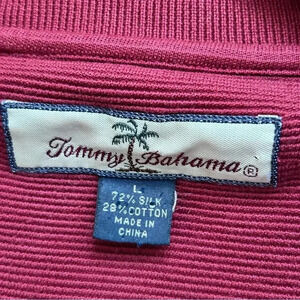 Tommy Bahama ®
L
72% SILK
28% COTTON
MADE IN
CHINA